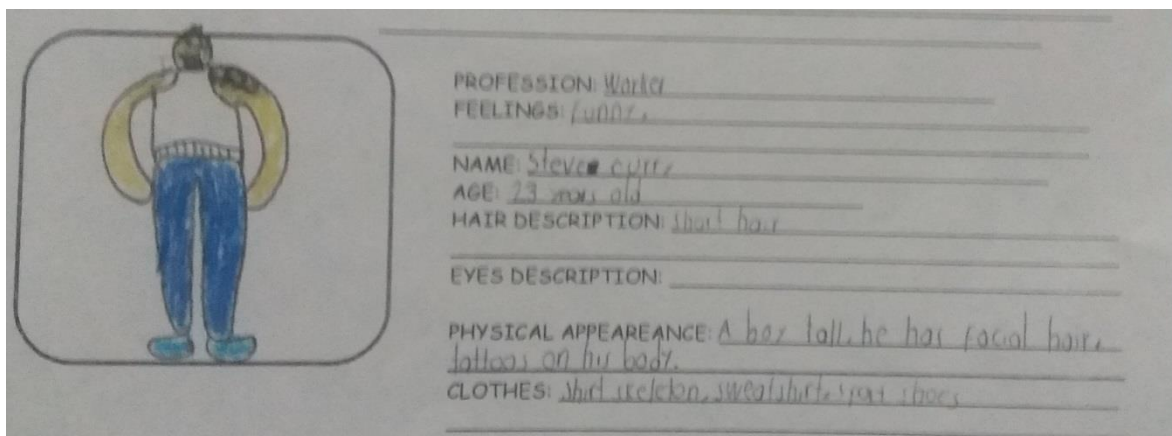 PROFESSION: Worker
FEELINGS: Funny.
NAME: Steve curry
AGE: 23 years old
HAIR DESCRIPTION: short hair
EYES DESCRIPTION:
PHYSICAL APPEAREANCE: A boy tall. he has facial hair,
tattoos on his body.
CLOTHES: Shirt skeleton, sweatshirt, sport shoes